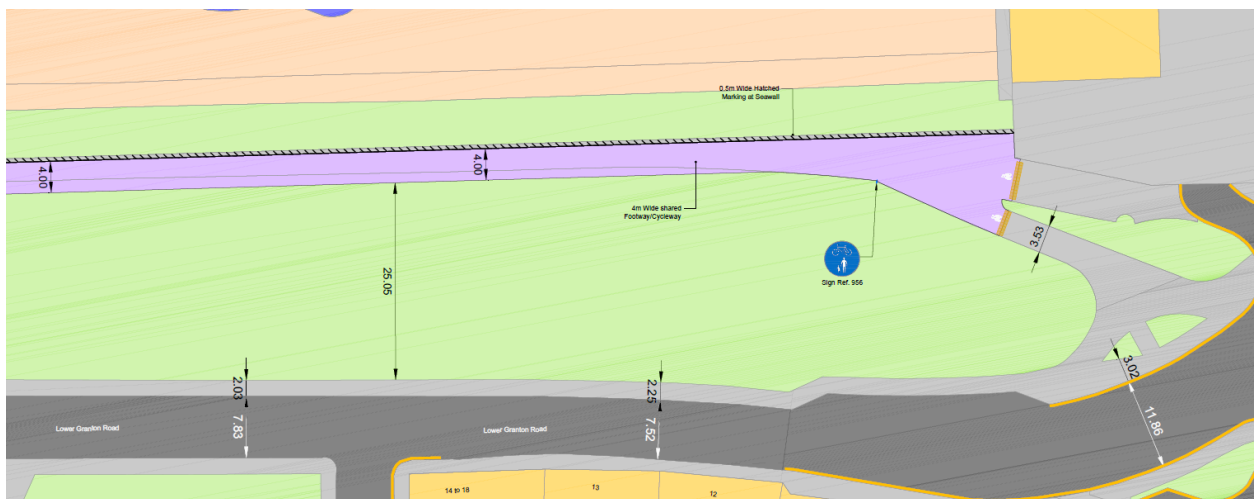 0.5m Wide Hatched
Marking at Seawall
4.00
4.00
4m Wide shared
Footway/Cycleway
3.53
25.05
Sign Ref. 956
3.02
2.03
2.25
11.86
7.83
7.52
Lower Granton Road
Lower Granton Road
14 to 18
13
12